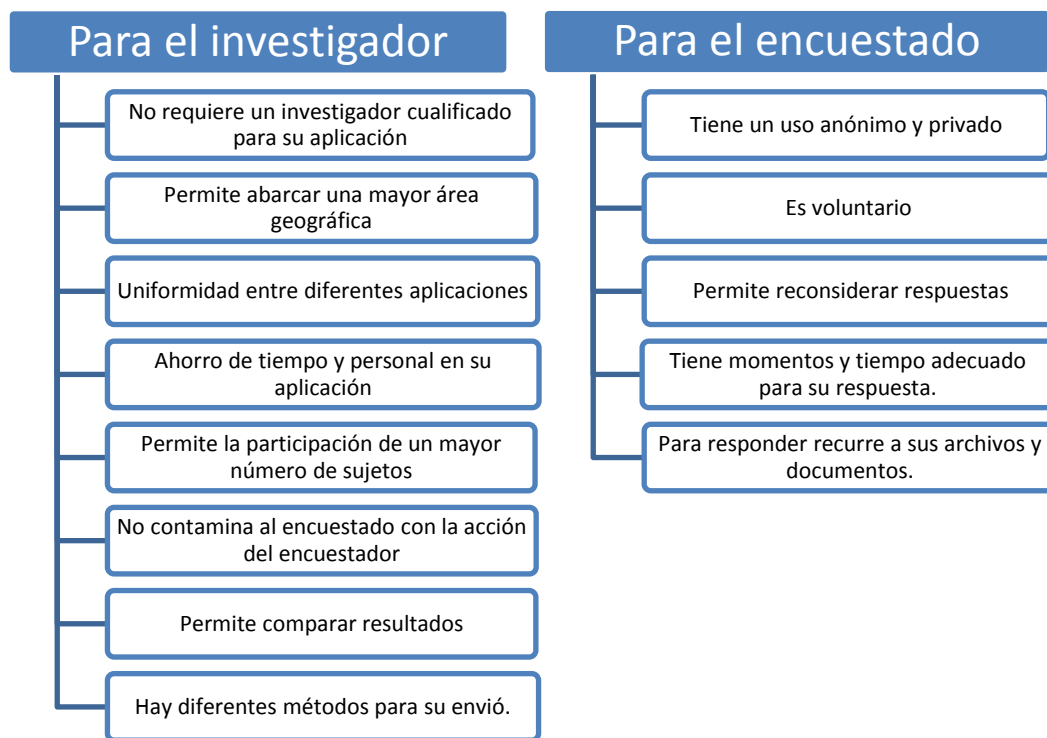 Para el investigador
No requiere un investigador cualificado
para su aplicación
Permite abarcar una mayor área
geográfica
Uniformidad entre diferentes aplicaciones
Ahorro de tiempo y personal en su
aplicación
Permite la participación de un mayor
número de sujetos
No contamina al encuestado con la acción
del encuestador
Permite comparar resultados
Hay diferentes métodos para su envió.
Para el encuestado
Tiene un uso anónimo y privado
Es voluntario
Permite reconsiderar respuestas
Tiene momentos y tiempo adecuado
para su respuesta.
Para responder recurre a sus archivos y
documentos.